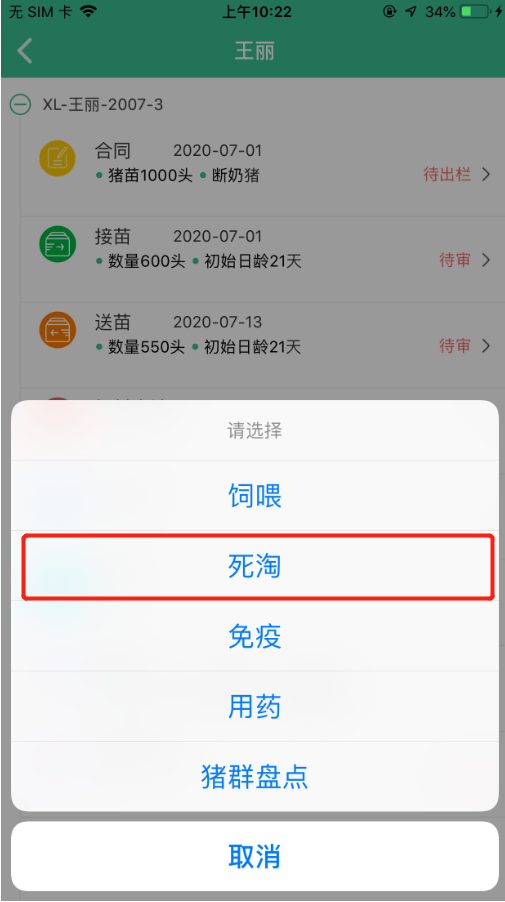 无 SIM 卡 上午10:22 34%
王丽
XL-王丽-2007-3
合同 2020-07-01
• 猪苗1000头 • 断奶猪 待出栏
接苗 2020-07-01
• 数量600头 • 初始日龄21天 待审
送苗 2020-07-13
• 数量550头 • 初始日龄21天 待审
请选择
饲喂
死淘
免疫
用药
猪群盘点
取消